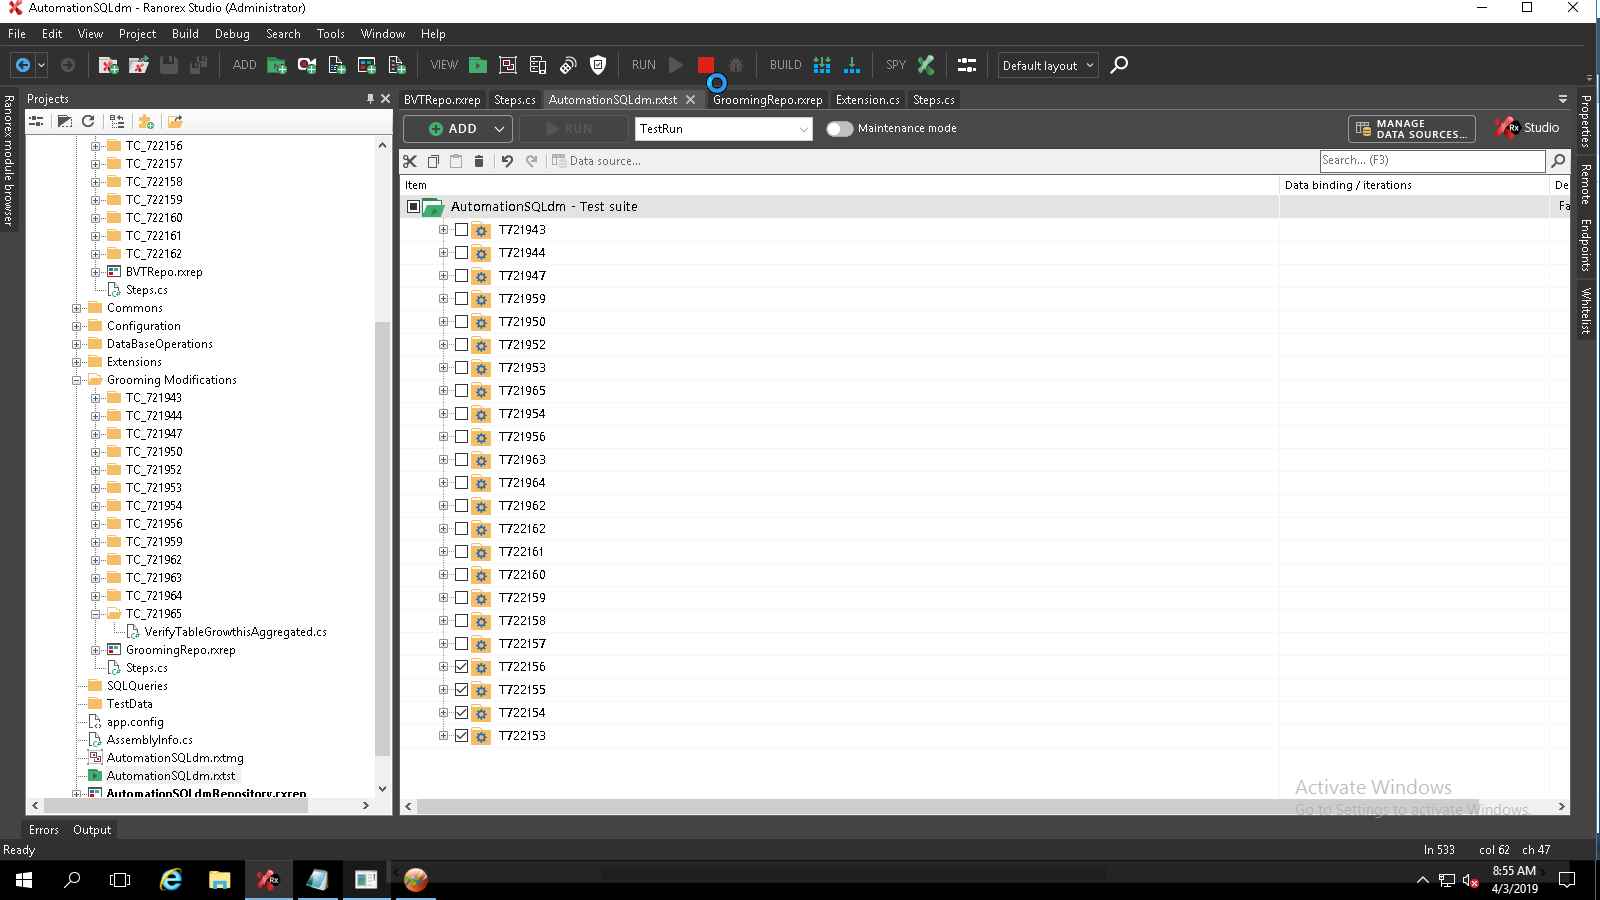 AutomationSQLdm - Ranorex Studio (Administrator)
File Edit View Project Build Debug Search Tools Window Help
ADD VIEW RUN BUILD SPY Default layout
Ranorex module browser
Projects
TC_722156
TC_722157
TC_722158
TC_722159
TC_722160
TC_722161
TC_722162
BVTRepo.rxrep
Steps.cs
Commons
Configuration
DataBaseOperations
Extensions
Grooming Modifications
TC_721943
TC_721944
TC_721947
TC_721950
TC_721952
TC_721953
TC_721954
TC_721956
TC_721959
TC_721962
TC_721963
TC_721964
TC_721965
VerifyTableGrowthisAggregated.cs
GroomingRepo.rxrep
Steps.cs
SQLQueries
TestData
app.config
AssemblyInfo.cs
AutomationSQLdm.rxtmg
AutomationSQLdm.rxtst
AutomationSQLdmRepository.rxrep
BVTRepo.rxrep Steps.cs AutomationSQLdm.rxtst GroomingRepo.rxrep Extension.cs Steps.cs
ADD RUN TestRun Maintenance mode MANAGE DATA SOURCES... Rx Studio
Data source... Search... (F3)
Item Data binding / iterations De
AutomationSQLdm - Test suite Fa
T721943
T721944
T721947
T721959
T721950
T721952
T721953
T721965
T721954
T721956
T721963
T721964
T721962
T722162
T722161
T722160
T722159
T722158
T722157
T722156
T722155
T722154
T722153
Properties
Remote
Endpoints
Whitelist
Activate Windows
Go to Settings to activate Windows.
Errors Output
Ready ln 533 col 62 ch 47
8:55 AM
4/3/2019